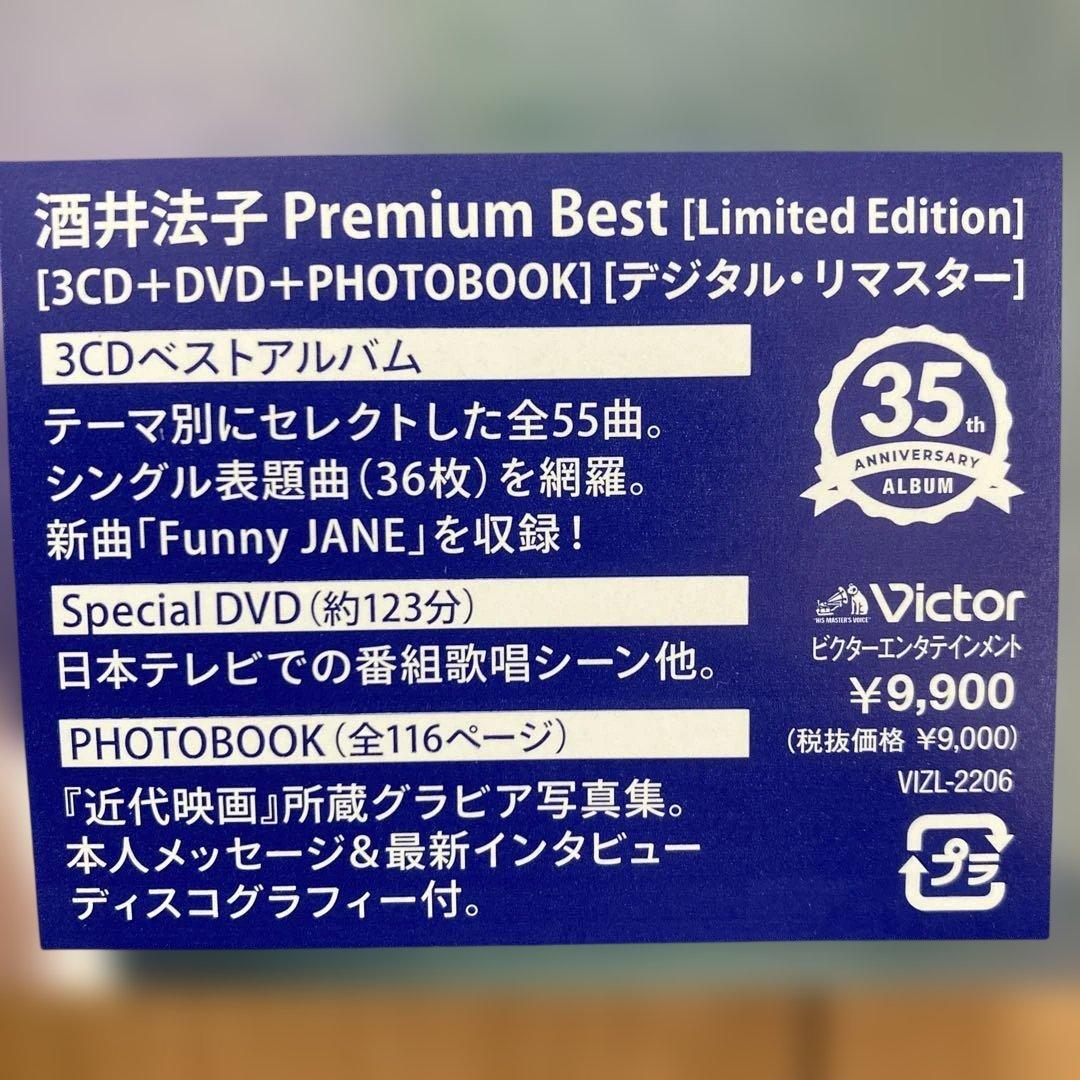 酒井法子 Premium Best [Limited Edition]
[3CD＋DVD＋PHOTOBOOK] [デジタル・リマスター]
3CDベストアルバム
テーマ別にセレクトした全55曲。
シングル表題曲（36枚）を網羅。
新曲「Funny JANE」を収録！
35th
ANNIVERSARY
ALBUM
Special DVD（約123分）
日本テレビでの番組歌唱シーン他。
PHOTOBOOK（全116ページ）
『近代映画』所蔵グラビア写真集。
本人メッセージ＆最新インタビュー
ディスコグラフィー付。
Victor
"HIS MASTER'S VOICE"
ビクターエンタテインメント
￥9,900
（税抜価格 ￥9,000）
VIZL-2206
プラ